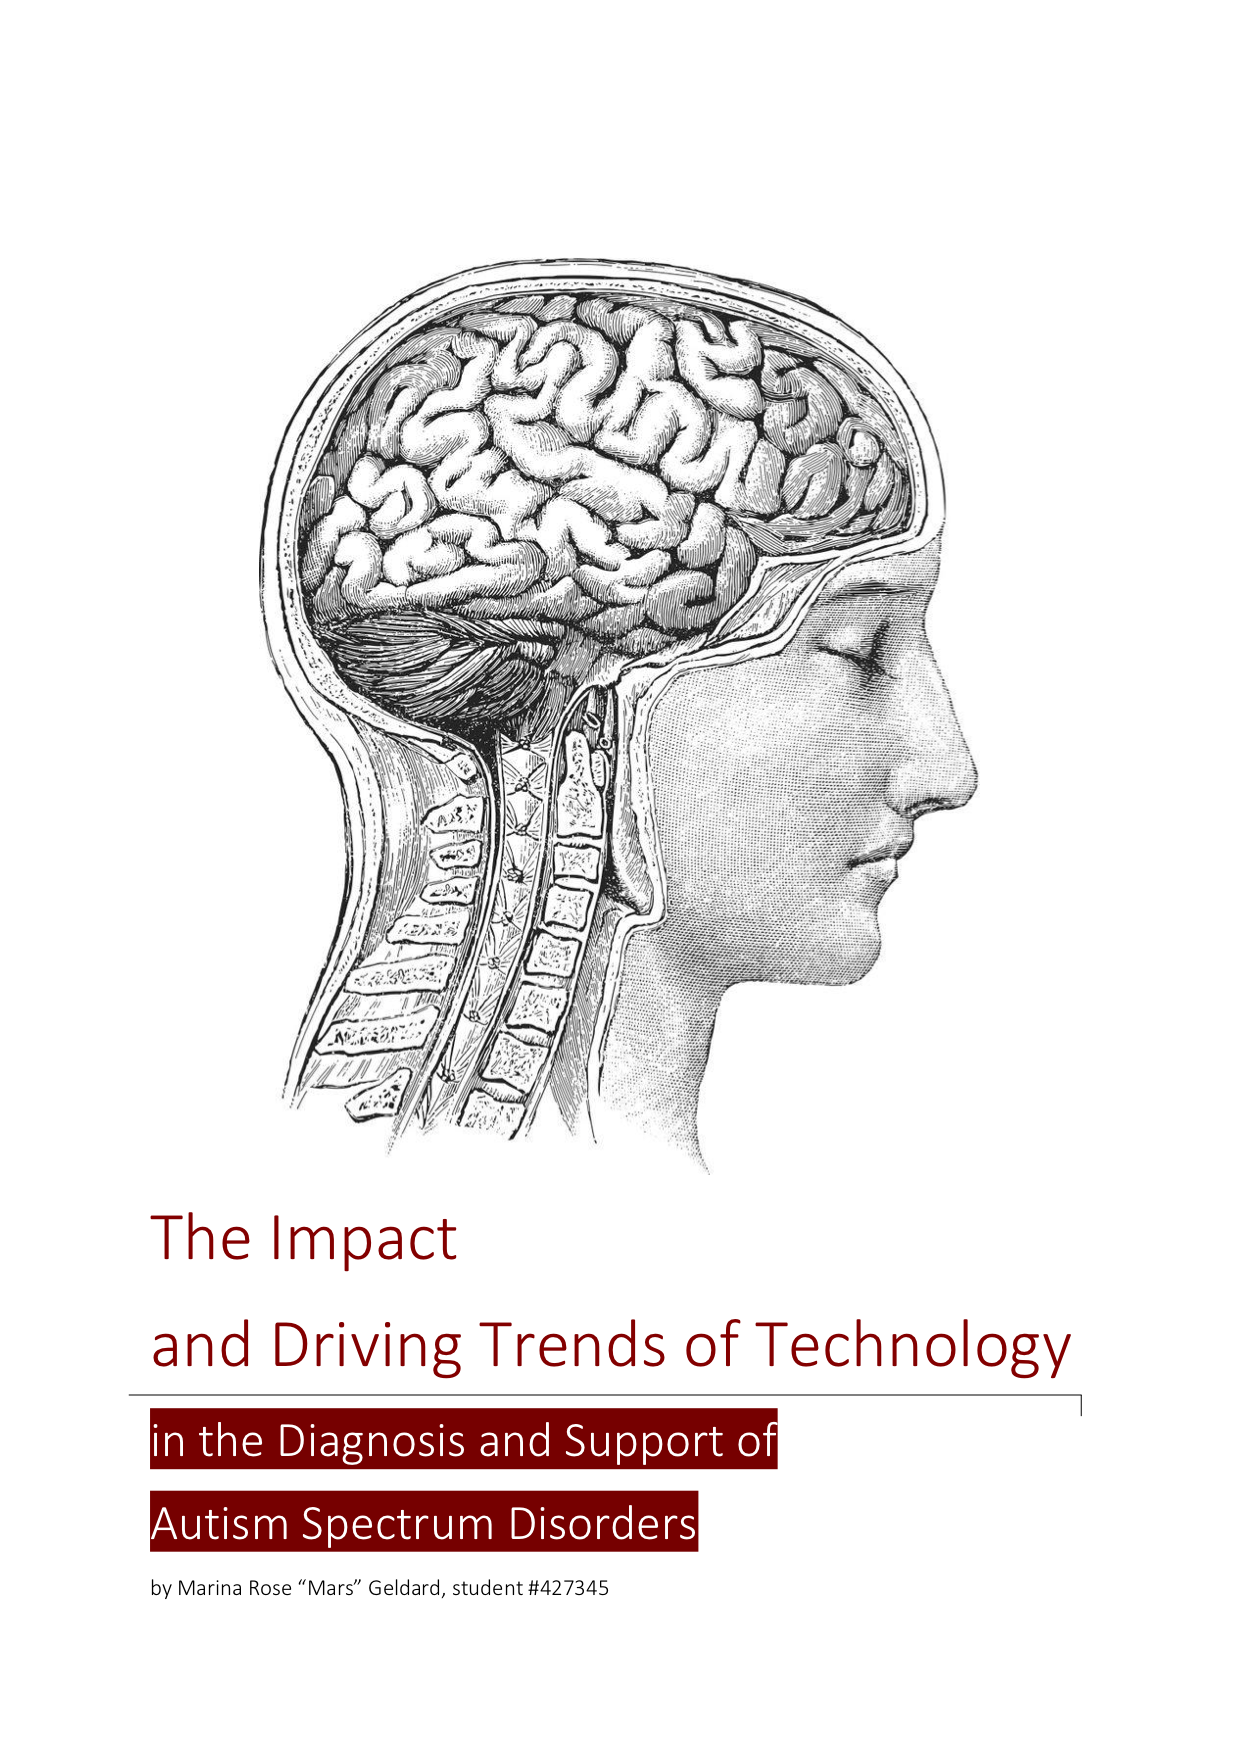 The Impact
and Driving Trends of Technology
in the Diagnosis and Support of
Autism Spectrum Disorders
by Marina Rose “Mars” Geldard, student #427345